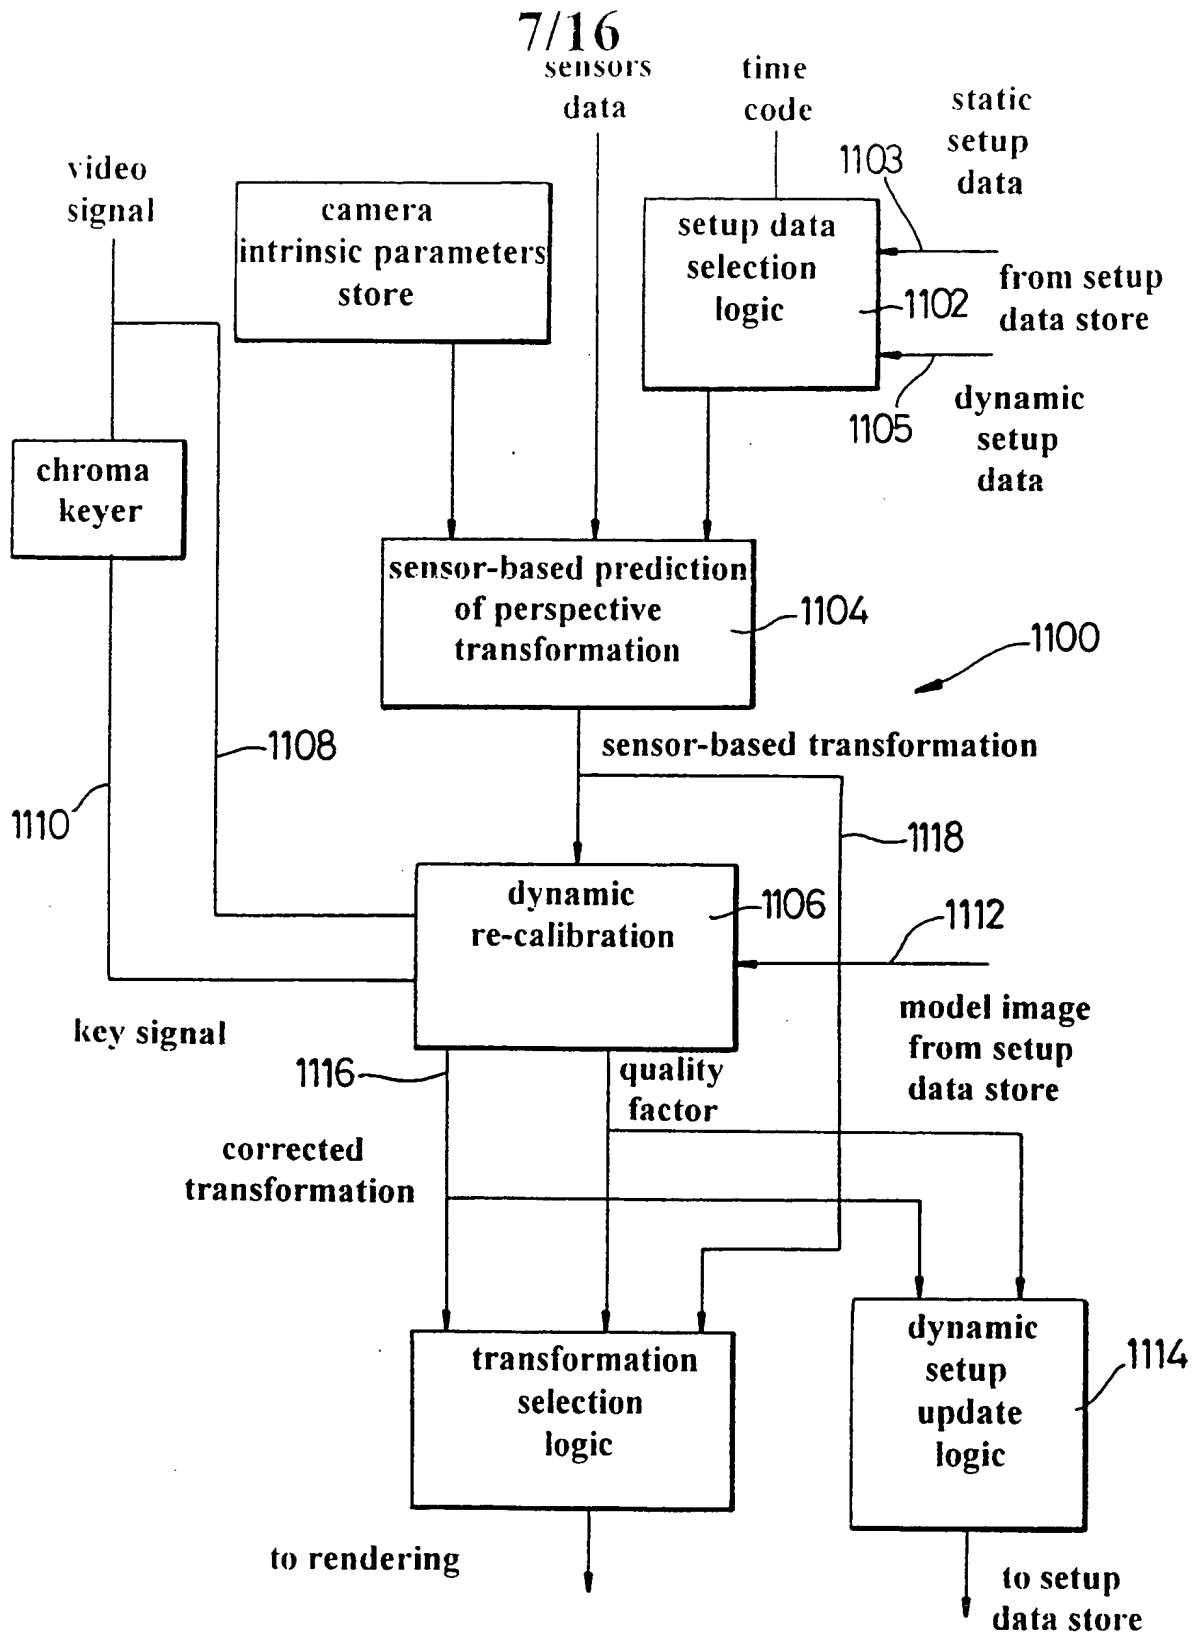 7/16
sensors
data
time
code
static
setup
data
1103
video
signal
camera
intrinsic parameters
store
setup data
selection
logic
1102
from setup
data store
1105
dynamic
setup
data
chroma
keyer
sensor-based prediction
of perspective
transformation
1104
1100
sensor-based transformation
1108
1110
1118
dynamic
re-calibration
1106
1112
key signal
model image
from setup
data store
1116
quality
factor
corrected
transformation
transformation
selection
logic
dynamic
setup
update
logic
1114
to rendering
to setup
data store